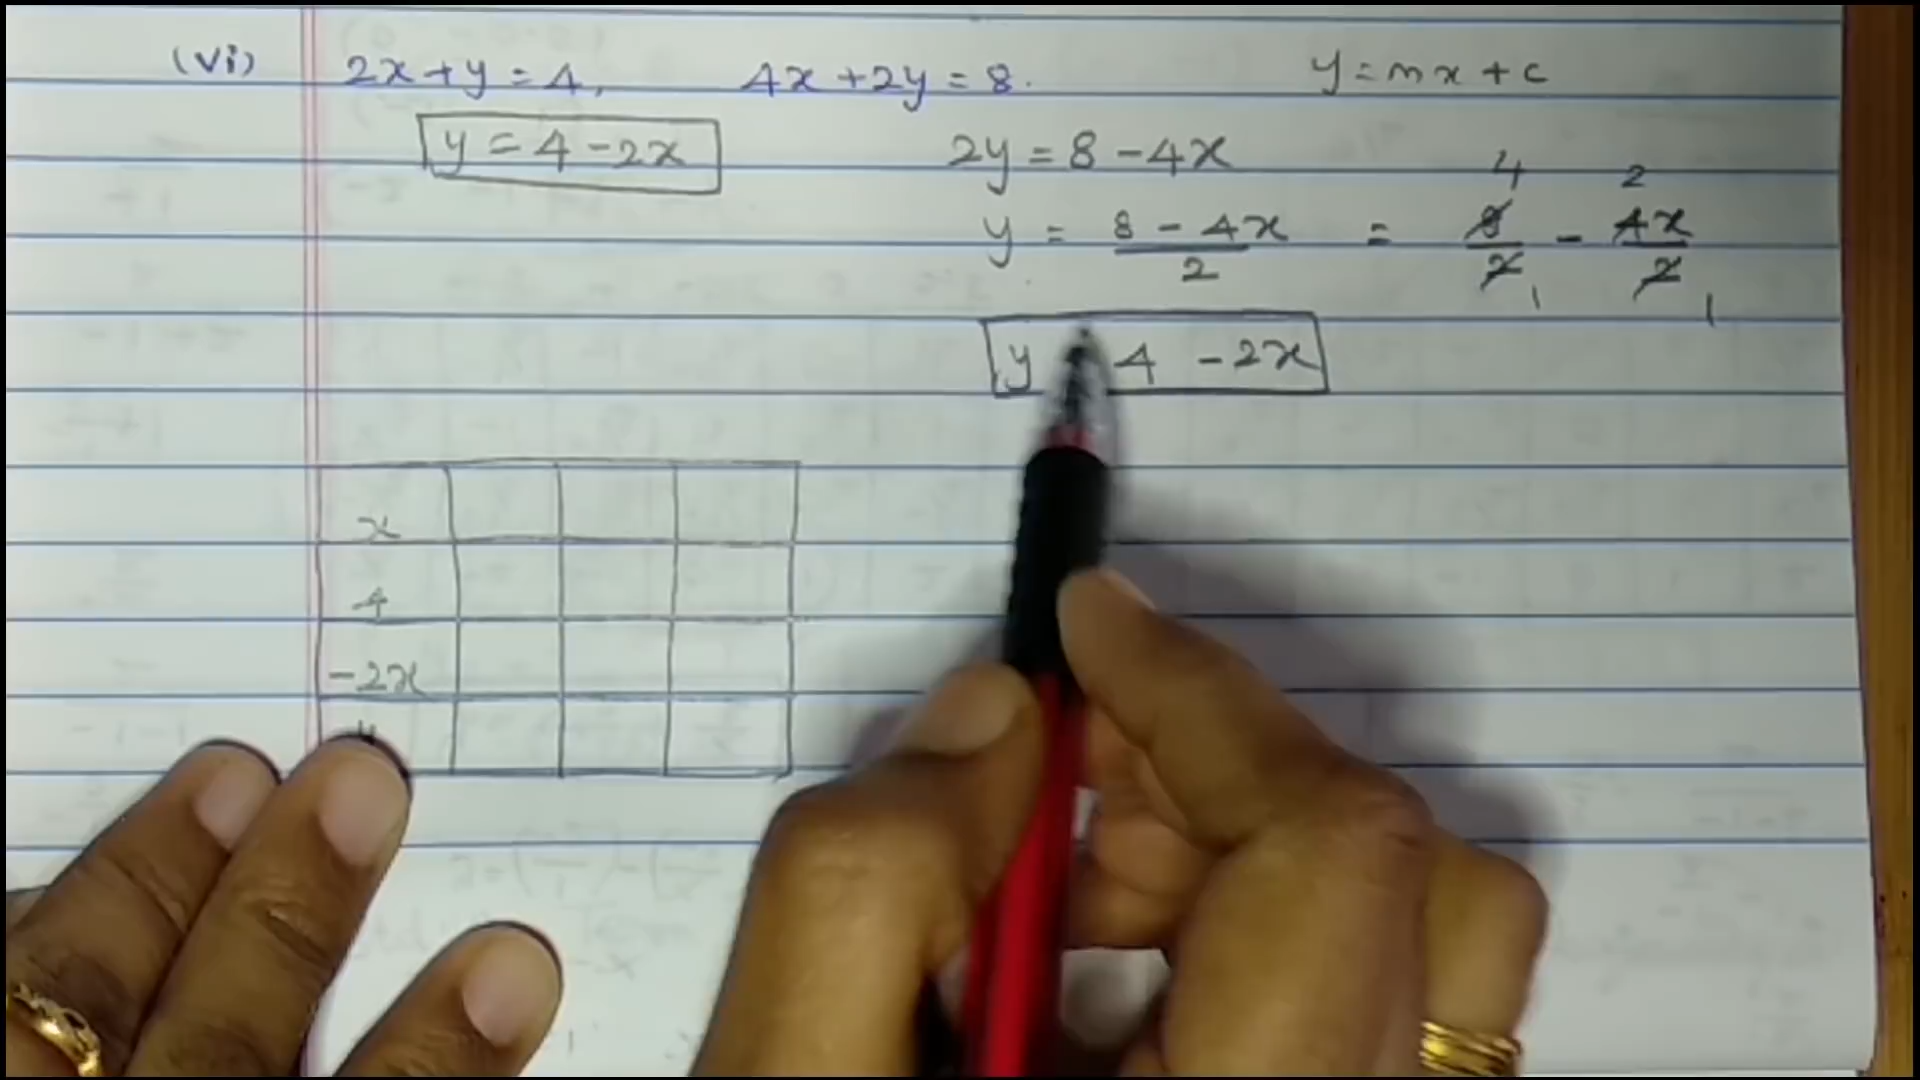 (vi) 2x+y=4, 4x+2y=8. y=mx+c
y=4-2x 2y=8-4x
4 2
y = 8-4x/2 = 8/2 - 4x/2
1 1
y 4 -2x
x
4
-2x